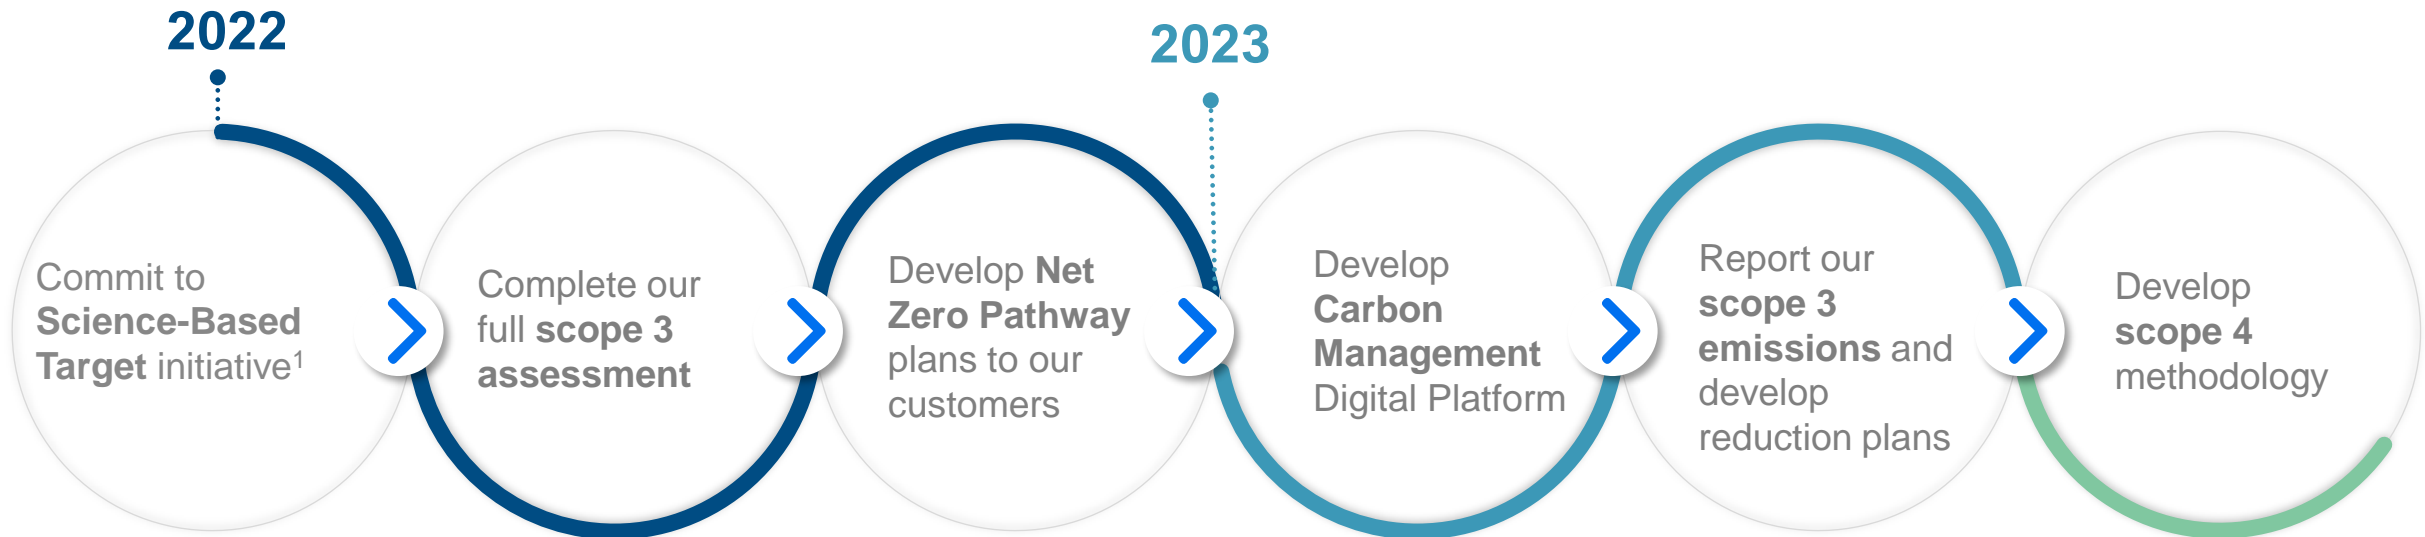 2022
2023
Commit to
Science-Based
Target initiative¹
Complete our
full scope 3
assessment
Develop Net
Zero Pathway
plans to our
customers
Develop
Carbon
Management
Digital Platform
Report our
scope 3
emissions and
develop
reduction plans
Develop
scope 4
methodology